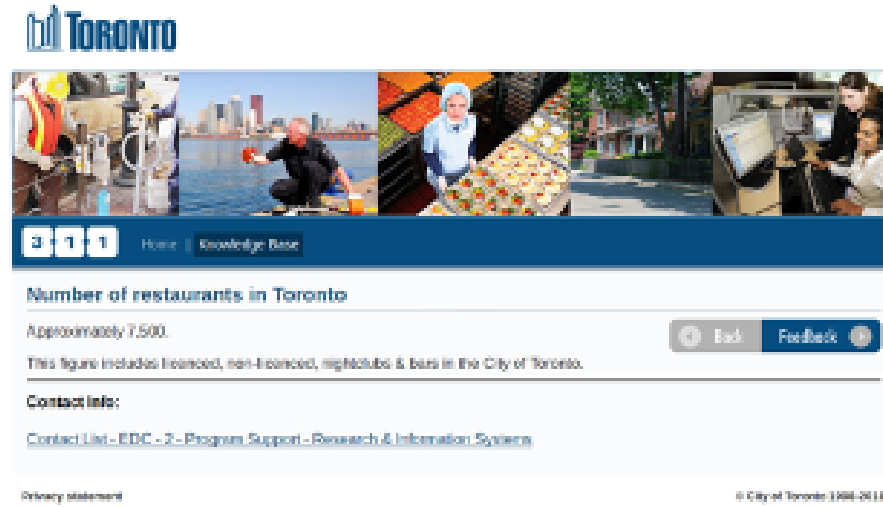 TORONTO
3 1 1 Home | Knowledge Base
Number of restaurants in Toronto
Approximately 7,500.
Back Feedback
This figure includes licenced, non-licenced, nightclubs & bars in the City of Toronto.
Contact Info:
Contact List - EDC - 2 - Program Support - Research & Information Systems
Privacy statement
© City of Toronto 1998-2018